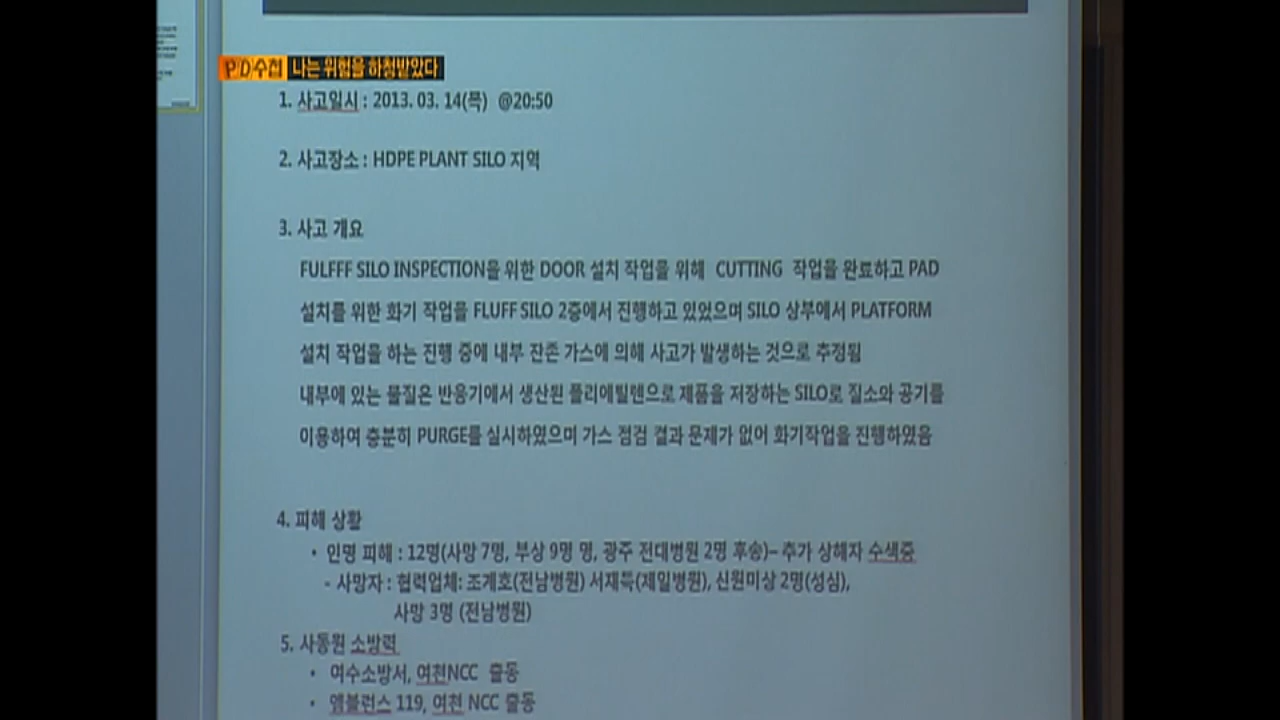 PD수첩 나는 위험을 하청받았다
1. 사고일시 : 2013. 03. 14(목) @20:50
2. 사고장소 : HDPE PLANT SILO 지역
3. 사고 개요
FULFFF SILO INSPECTION을 위한 DOOR 설치 작업을 위해 CUTTING 작업을 완료하고 PAD
설치를 위한 화기 작업을 FLUFF SILO 2층에서 진행하고 있었으며 SILO 상부에서 PLATFORM
설치 작업을 하는 진행 중에 내부 잔존 가스에 의해 사고가 발생하는 것으로 추정됨
내부에 있는 물질은 반응기에서 생산된 폴리에틸렌으로 제품을 저장하는 SILO로 질소와 공기를
이용하여 충분히 PURGE를 실시하였으며 가스 점검 결과 문제가 없어 화기작업을 진행하였음
4. 피해 상황
• 인명 피해 : 12명(사망 7명, 부상 9명 명, 광주 전대병원 2명 후송)– 추가 상해자 수색중
- 사망자 : 협력업체: 조계호(전남병원) 서재득(제일병원), 신원미상 2명(성심),
사망 3명 (전남병원)
5. 사동원 소방력
• 여수소방서, 여천NCC 출동
• 엠블런스 119, 여천 NCC 출동